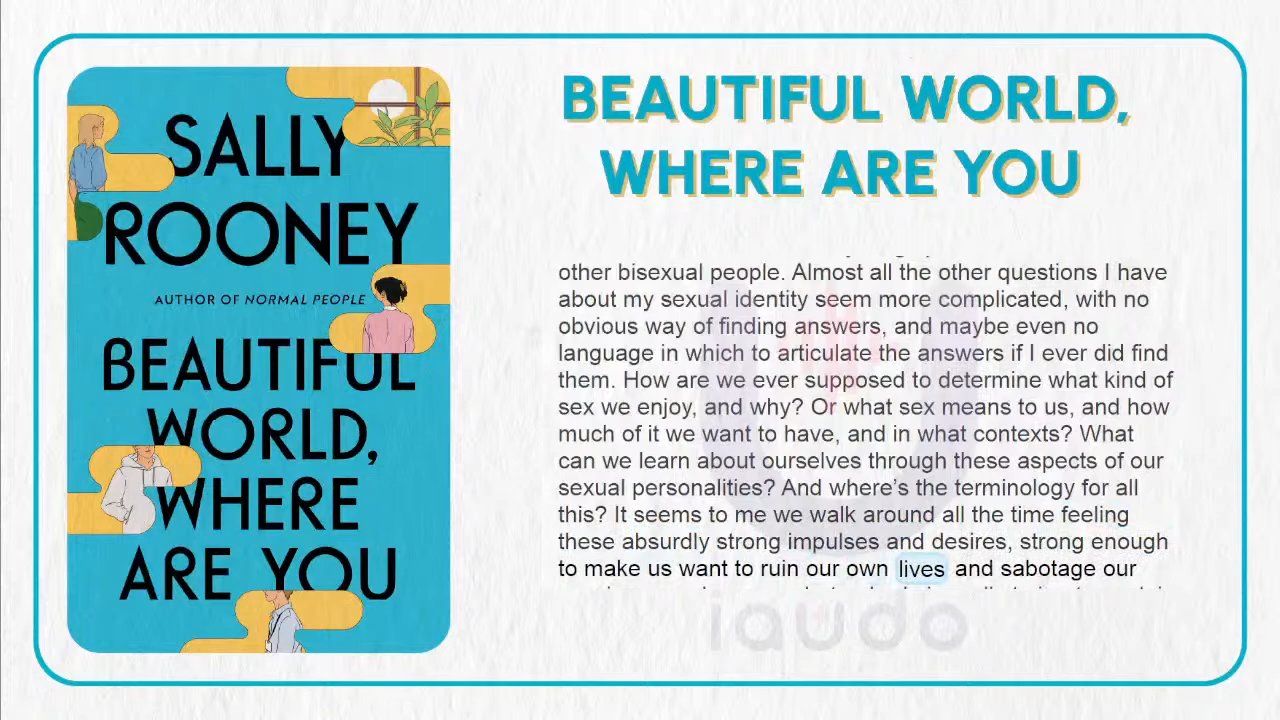 SALLY
ROONEY
AUTHOR OF NORMAL PEOPLE
BEAUTIFUL
WORLD,
WHERE
ARE YOU
BEAUTIFUL WORLD,
WHERE ARE YOU
other bisexual people. Almost all the other questions I have
about my sexual identity seem more complicated, with no
obvious way of finding answers, and maybe even no
language in which to articulate the answers if I ever did find
them. How are we ever supposed to determine what kind of
sex we enjoy, and why? Or what sex means to us, and how
much of it we want to have, and in what contexts? What
can we learn about ourselves through these aspects of our
sexual personalities? And where’s the terminology for all
this? It seems to me we walk around all the time feeling
these absurdly strong impulses and desires, strong enough
to make us want to ruin our own lives and sabotage our
iaudo